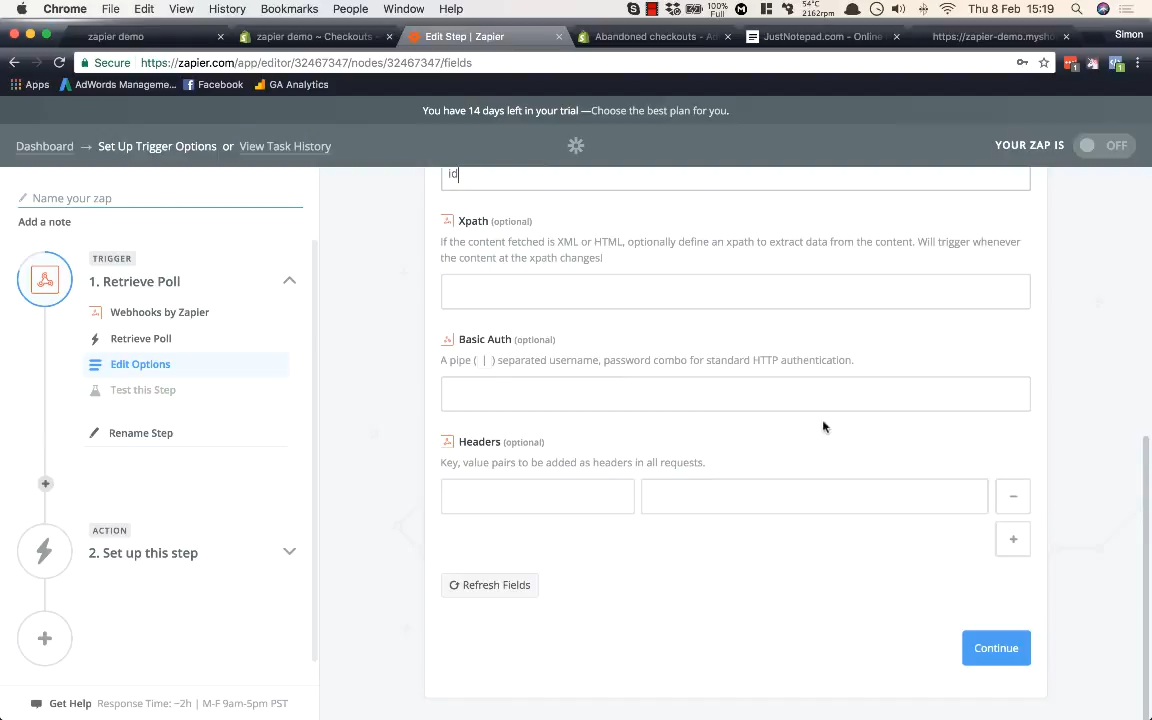 Chrome File Edit View History Bookmarks People Window Help 100% Full 54°C 2162rpm Thu 8 Feb 15:19
zapier demo × zapier demo ~ Checkouts - × Edit Step | Zapier × Abandoned checkouts - Ad × JustNotepad.com - Online × https://zapier-demo.mysho × Simon
Secure https://zapier.com/app/editor/32467347/nodes/32467347/fields
Apps AdWords Manageme... Facebook GA Analytics
You have 14 days left in your trial —Choose the best plan for you.
Dashboard → Set Up Trigger Options or View Task History YOUR ZAP IS OFF
Name your zap
Add a note
TRIGGER
1. Retrieve Poll
Webhooks by Zapier
Retrieve Poll
Edit Options
Test this Step
Rename Step
ACTION
2. Set up this step
Get Help Response Time: ~2h | M-F 9am-5pm PST
id
Xpath (optional)
If the content fetched is XML or HTML, optionally define an xpath to extract data from the content. Will trigger whenever
the content at the xpath changes!
Basic Auth (optional)
A pipe ( | ) separated username, password combo for standard HTTP authentication.
Headers (optional)
Key, value pairs to be added as headers in all requests.
Refresh Fields
Continue